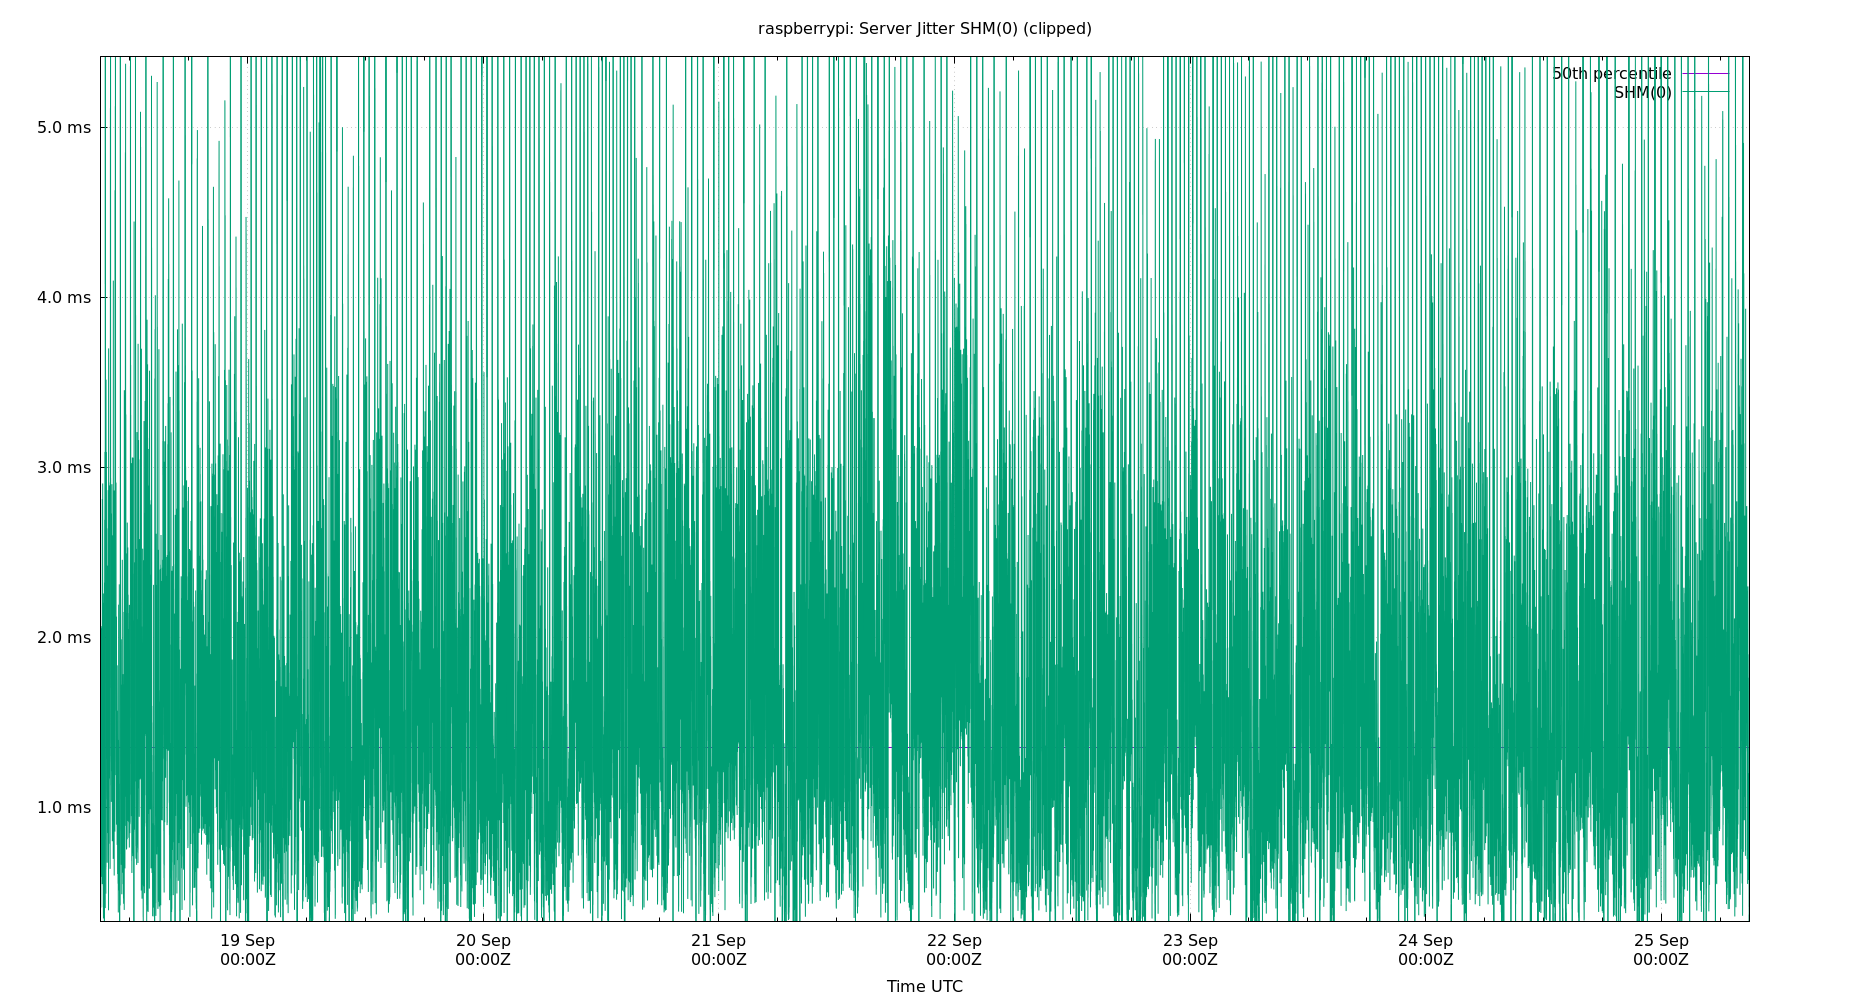 raspberrypi: Server Jitter SHM(0) (clipped)
50th percentile
SHM(0)
5.0 ms
4.0 ms
3.0 ms
2.0 ms
1.0 ms
19 Sep
00:00Z
20 Sep
00:00Z
21 Sep
00:00Z
22 Sep
00:00Z
23 Sep
00:00Z
24 Sep
00:00Z
25 Sep
00:00Z
Time UTC